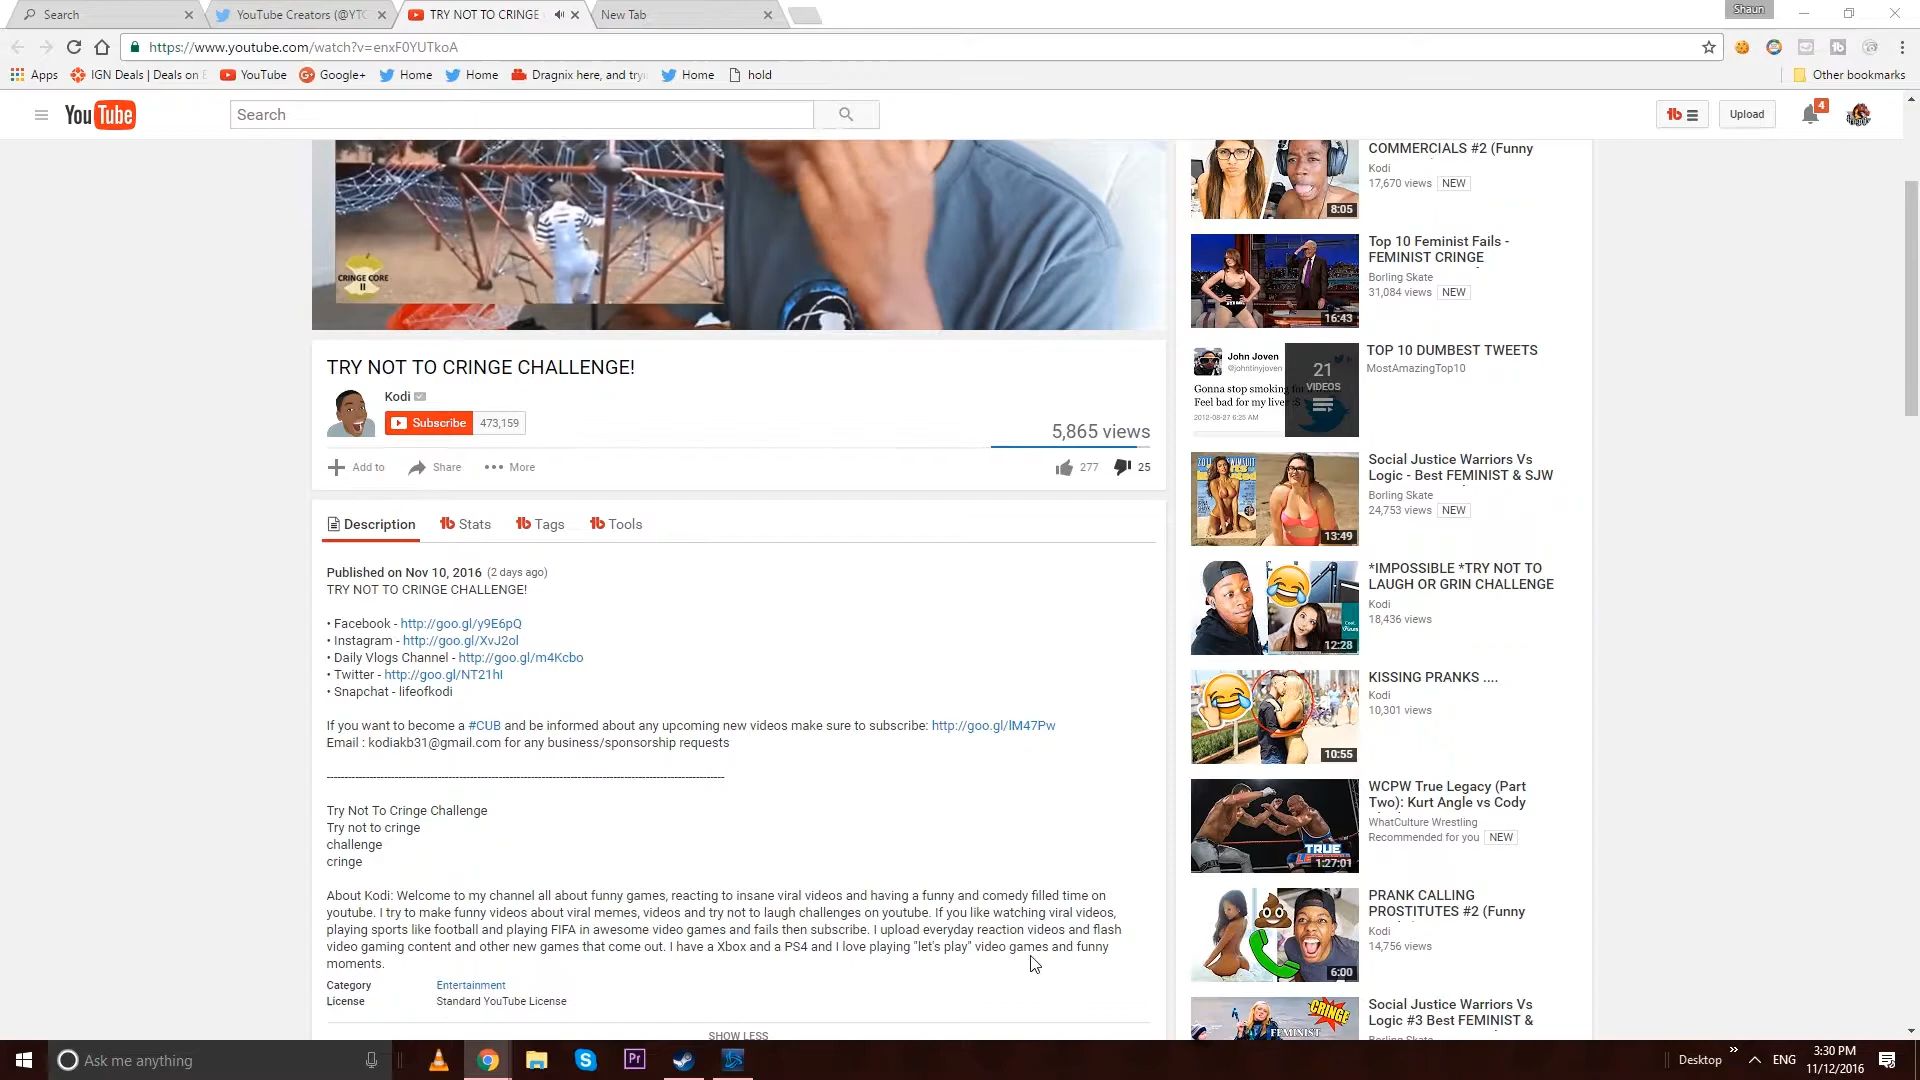 Search
YouTube Creators (@YTC
TRY NOT TO CRINGE
New Tab
Shaun
https://www.youtube.com/watch?v=enxF0YUTkoA
Apps
IGN Deals | Deals on
YouTube
Google+
Home
Home
Dragnix here, and try
Home
hold
Other bookmarks
YouTube
Search
Upload
4
CRINGE CORE
II
TRY NOT TO CRINGE CHALLENGE!
Kodi
Subscribe 473,159
5,865 views
Add to
Share
More
277
25
Description
Stats
Tags
Tools
Published on Nov 10, 2016 (2 days ago)
TRY NOT TO CRINGE CHALLENGE!
• Facebook - http://goo.gl/y9E6pQ
• Instagram - http://goo.gl/XvJ2ol
• Daily Vlogs Channel - http://goo.gl/m4Kcbo
• Twitter - http://goo.gl/NT21hI
• Snapchat - lifeofkodi
If you want to become a #CUB and be informed about any upcoming new videos make sure to subscribe: http://goo.gl/lM47Pw
Email : kodiakb31@gmail.com for any business/sponsorship requests
Try Not To Cringe Challenge
Try not to cringe
challenge
cringe
About Kodi: Welcome to my channel all about funny games, reacting to insane viral videos and having a funny and comedy filled time on
youtube. I try to make funny videos about viral memes, videos and try not to laugh challenges on youtube. If you like watching viral videos,
playing sports like football and playing FIFA in awesome video games and fails then subscribe. I upload everyday reaction videos and flash
video gaming content and other new games that come out. I have a Xbox and a PS4 and I love playing "let's play" video games and funny
moments.
Category Entertainment
License Standard YouTube License
SHOW LESS
COMMERCIALS #2 (Funny
Kodi
17,670 views NEW
8:05
Top 10 Feminist Fails -
FEMINIST CRINGE
Borling Skate
31,084 views NEW
16:43
John Joven
@johntinyjoven
Gonna stop smoking for
Feel bad for my liver :S
2012-08-27 6:25 AM
21
VIDEOS
TOP 10 DUMBEST TWEETS
MostAmazingTop10
Social Justice Warriors Vs
Logic - Best FEMINIST & SJW
Borling Skate
24,753 views NEW
13:49
*IMPOSSIBLE *TRY NOT TO
LAUGH OR GRIN CHALLENGE
Kodi
18,436 views
12:28
KISSING PRANKS ....
Kodi
10,301 views
10:55
WCPW True Legacy (Part
Two): Kurt Angle vs Cody
WhatCulture Wrestling
Recommended for you NEW
TRUE
1:27:01
PRANK CALLING
PROSTITUTES #2 (Funny
Kodi
14,756 views
6:00
Social Justice Warriors Vs
Logic #3 Best FEMINIST &
CRINGE
FEMINIST
Ask me anything
Pr
Desktop
ENG
3:30 PM
11/12/2016